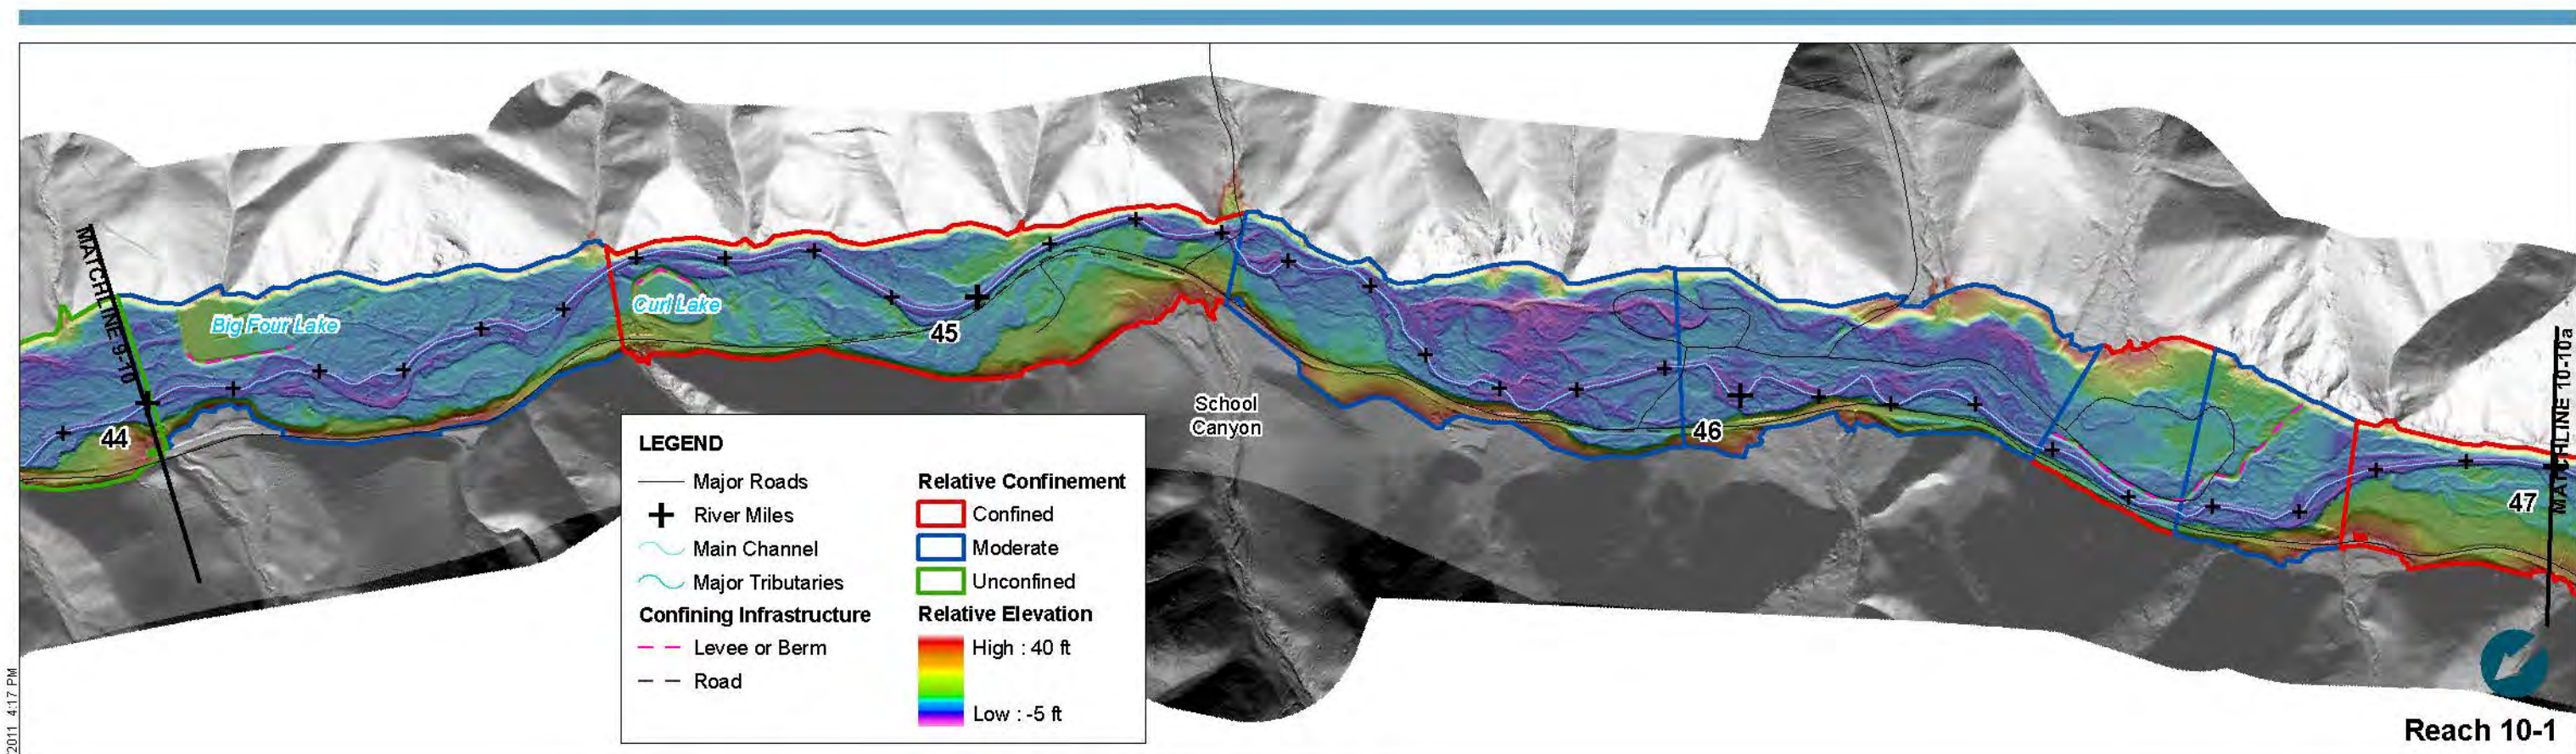 MATCHLINE 9-10
Big Four Lake
44
Curl Lake
45
School
Canyon
46
47
MATCHLINE 10-10a
LEGEND
Major Roads
River Miles
Main Channel
Major Tributaries
Confining Infrastructure
Levee or Berm
Road
Relative Confinement
Confined
Moderate
Unconfined
Relative Elevation
High : 40 ft
Low : -5 ft
2011 4:17 PM
Reach 10-1